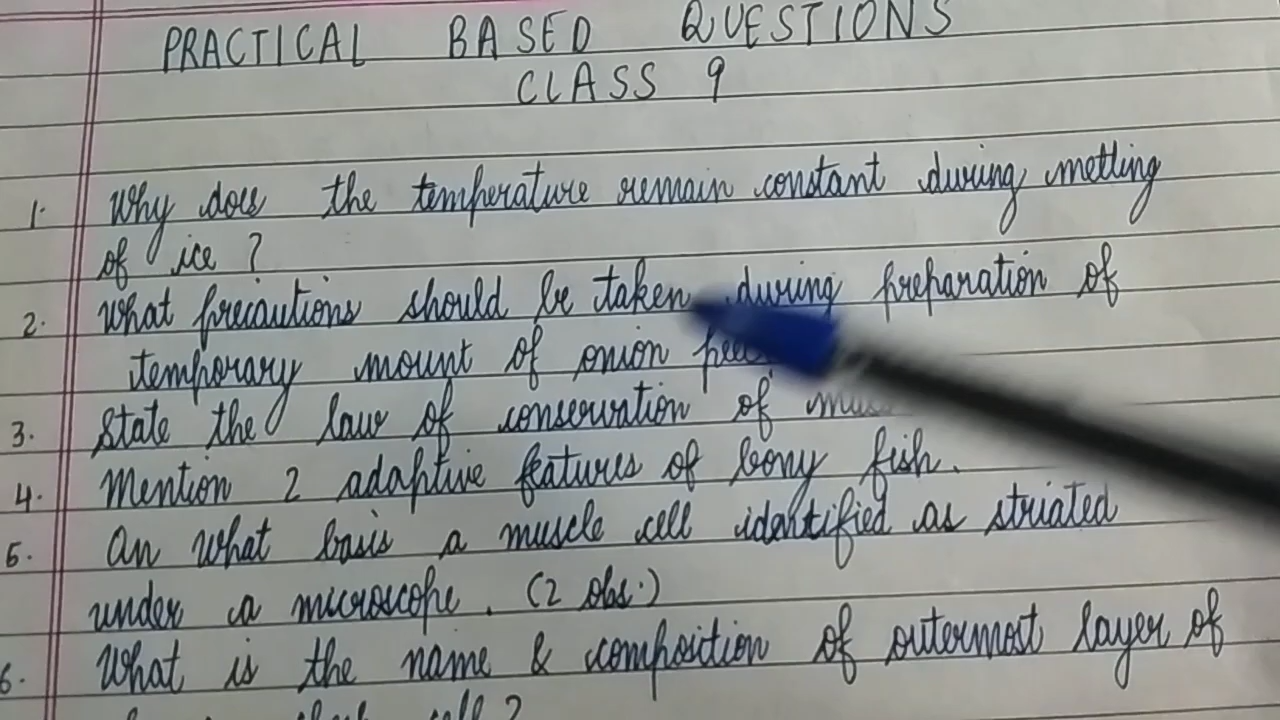 PRACTICAL BASED QUESTIONS
CLASS 9
1. Why does the temperature remain constant during melting
of ice ?
2. What precautions should be taken during preparation of
temporary mount of onion
3. State the law of conservation of
4. Mention 2 adaptive features of bony fish.
5. On what basis a muscle cell identified as striated
under a microscope. (2 obs.)
6. What is the name & composition of outermost layer of
cell ?